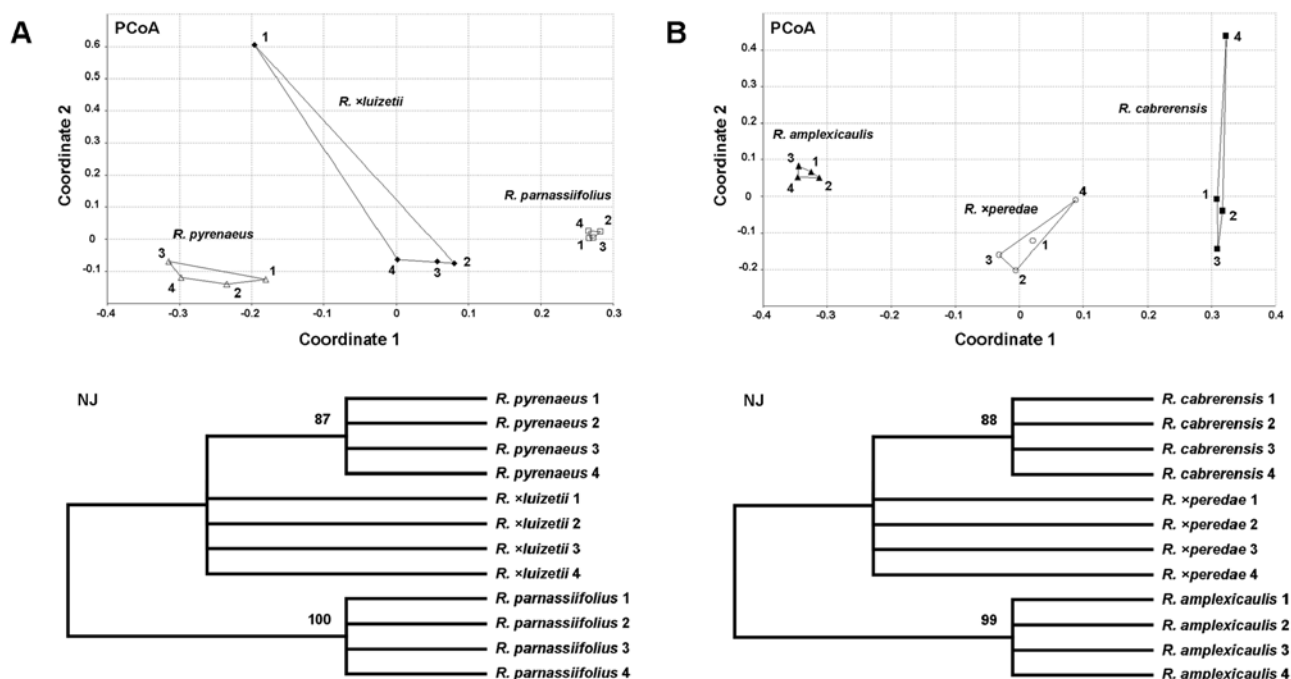 A
PCoA
Coordinate 2
0.6
0.5
0.4
0.3
0.2
0.1
0
-0.1
1
R. ×luizetii
R. parnassiifolius
4 2
1 3
R. pyrenaeus
3
1
4
2
4 3 2
-0.4 -0.3 -0.2 -0.1 0 0.1 0.200 0.3
Coordinate 1
B
PCoA
Coordinate 2
0.4
0.3
0.2
0.1
0
-0.1
-0.2
4
R. cabrerensis
R. amplexicaulis
3 1
4 2
R. ×peredae
4
1
3
2
1
2
3
-0.4 -0.3 -0.2 -0.1 0 0.1 0.2 0.3 0.4
Coordinate 1
NJ
87
100
R. pyrenaeus 1
R. pyrenaeus 2
R. pyrenaeus 3
R. pyrenaeus 4
R. ×luizetii 1
R. ×luizetii 2
R. ×luizetii 3
R. ×luizetii 4
R. parnassiifolius 1
R. parnassiifolius 2
R. parnassiifolius 3
R. parnassiifolius 4
NJ
88
99
R. cabrerensis 1
R. cabrerensis 2
R. cabrerensis 3
R. cabrerensis 4
R. ×peredae 1
R. ×peredae 2
R. ×peredae 3
R. ×peredae 4
R. amplexicaulis 1
R. amplexicaulis 2
R. amplexicaulis 3
R. amplexicaulis 4